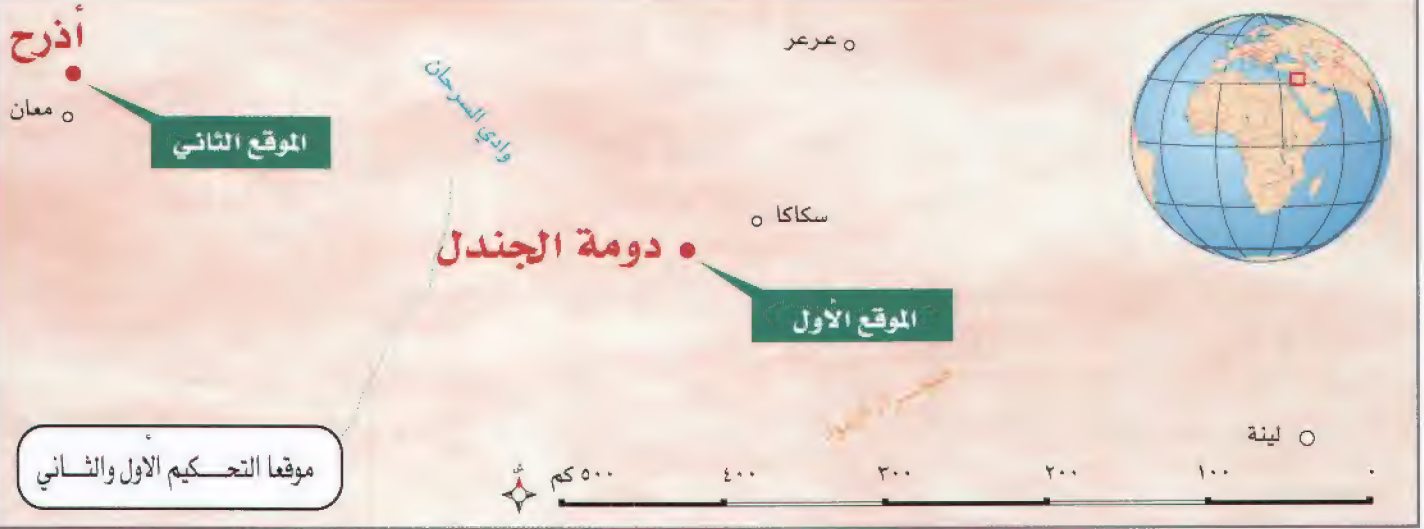 أذرح
معان
الموقع الثاني
وادي السرحان
عرعر
سكاكا
دومة الجندل
الموقع الأول
لينة
موقعا التحكيم الأول والثاني
ش
٥٠٠ كم
٤٠٠
٣٠٠
٢٠٠
١٠٠
٠